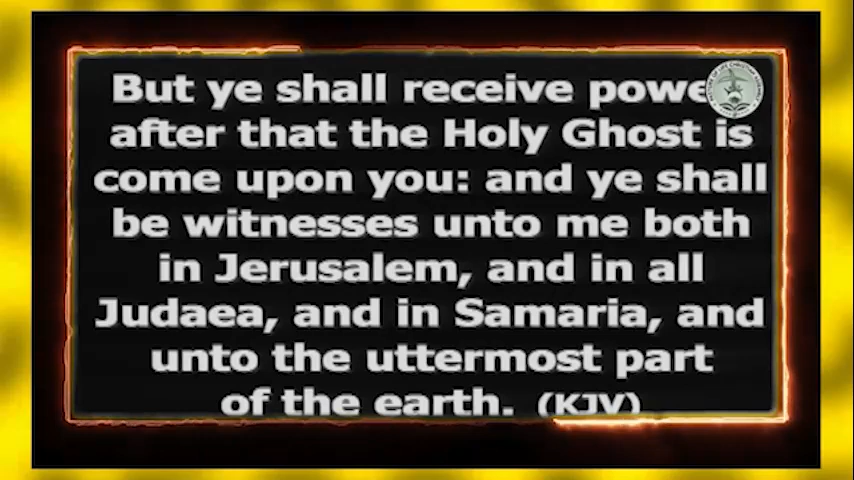 But ye shall receive powe
after that the Holy Ghost is
come upon you: and ye shall
be witnesses unto me both
in Jerusalem, and in all
Judaea, and in Samaria, and
unto the uttermost part
of the earth. (KJV)